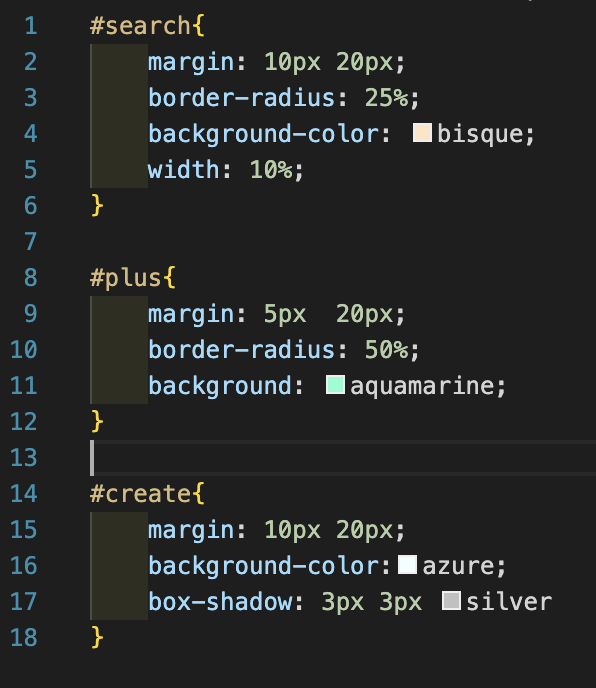 1 #search{
2 margin: 10px 20px;
3 border-radius: 25%;
4 background-color: bisque;
5 width: 10%;
6 }
7
8 #plus{
9 margin: 5px  20px;
10 border-radius: 50%;
11 background: aquamarine;
12 }
13
14 #create{
15 margin: 10px 20px;
16 background-color: azure;
17 box-shadow: 3px 3px silver
18 }